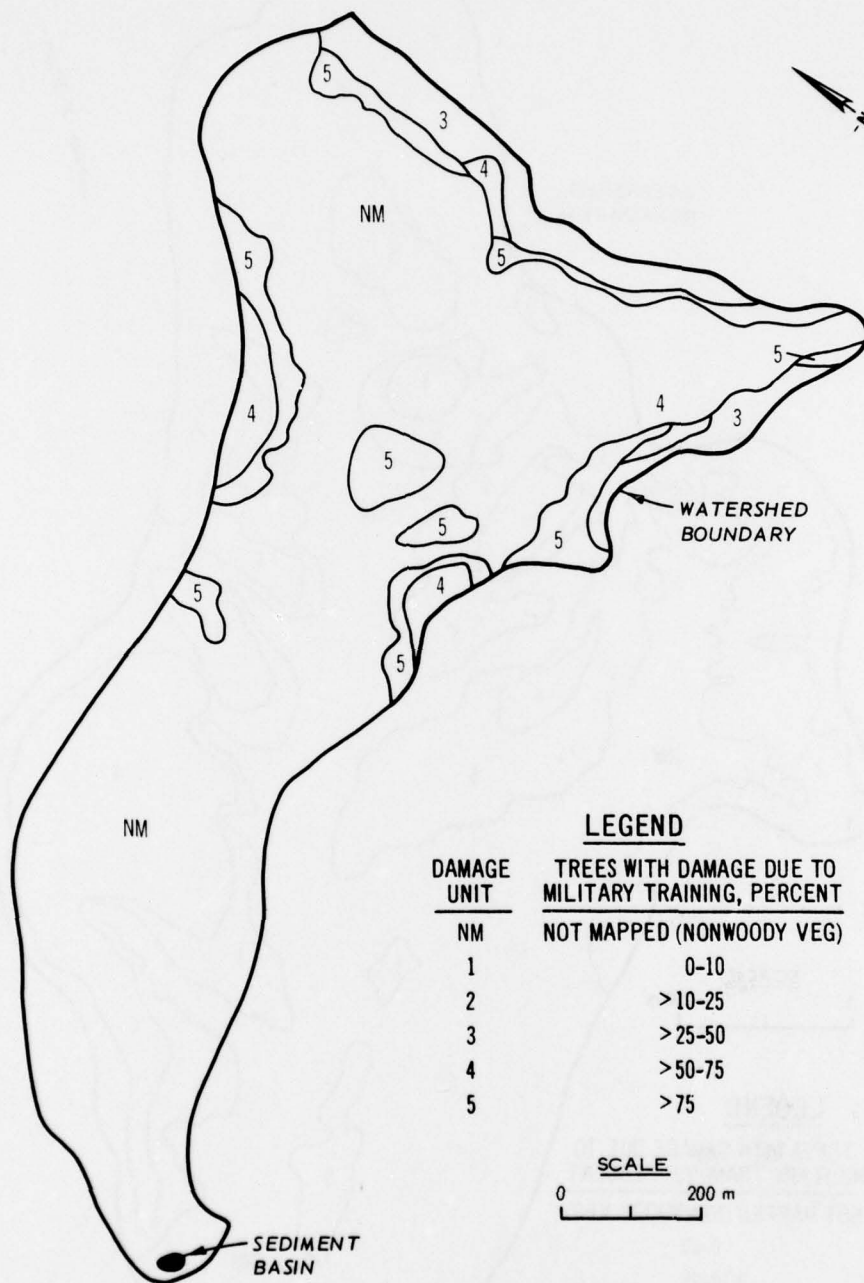 5
3
N
4
NM
5
5
5
4
4
3
5
WATERSHED
BOUNDARY
5
5
4
5
5
NM
LEGEND
DAMAGE UNIT TREES WITH DAMAGE DUE TO MILITARY TRAINING, PERCENT
NM NOT MAPPED (NONWOODY VEG)
1 0-10
2 >10-25
3 >25-50
4 >50-75
5 >75
SCALE
0 200 m
SEDIMENT
BASIN